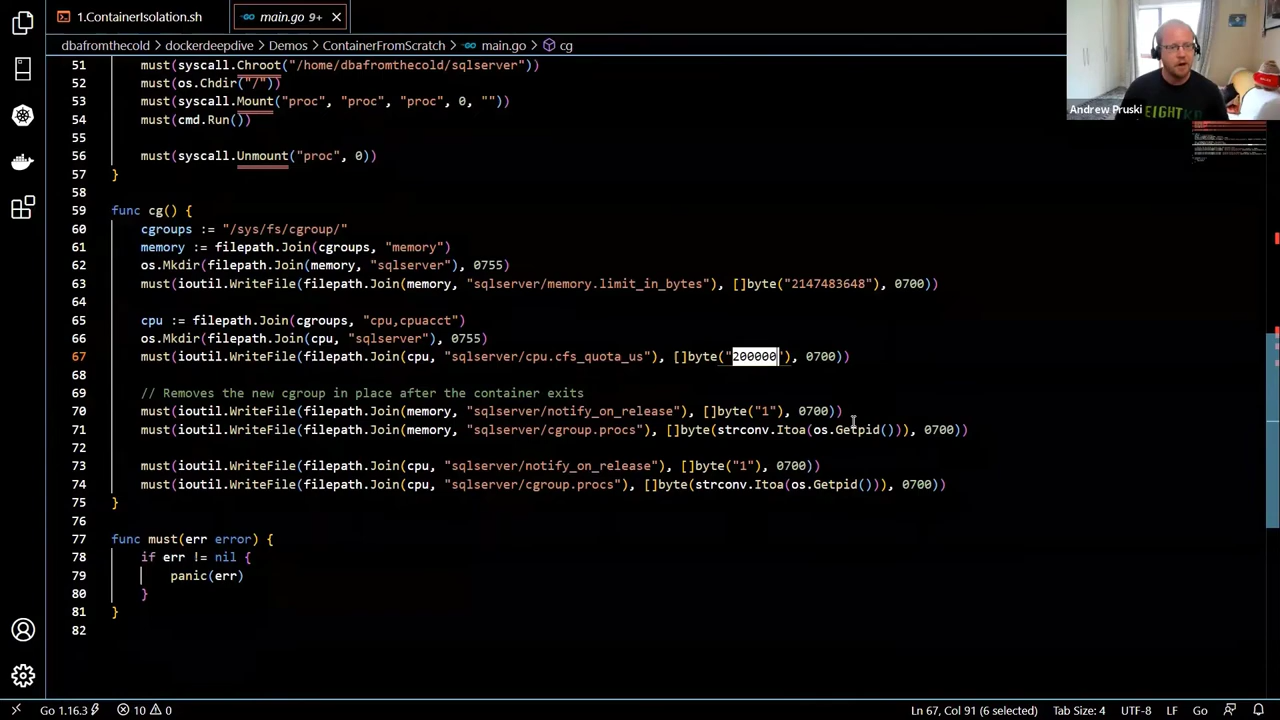 1.ContainerIsolation.sh
main.go 9+
dbafromthecold > dockerdeepdive > Demos > ContainerFromScratch > main.go > cg
51 must(syscall.Chroot("/home/dbafromthecold/sqlserver"))
52 must(os.Chdir("/"))
53 must(syscall.Mount("proc", "proc", "proc", 0, ""))
54 must(cmd.Run())
55
56 must(syscall.Unmount("proc", 0))
57 }
58
59 func cg() {
60 cgroups := "/sys/fs/cgroup/"
61 memory := filepath.Join(cgroups, "memory")
62 os.Mkdir(filepath.Join(memory, "sqlserver"), 0755)
63 must(ioutil.WriteFile(filepath.Join(memory, "sqlserver/memory.limit_in_bytes"), []byte("2147483648"), 0700))
64
65 cpu := filepath.Join(cgroups, "cpu,cpuacct")
66 os.Mkdir(filepath.Join(cpu, "sqlserver"), 0755)
67 must(ioutil.WriteFile(filepath.Join(cpu, "sqlserver/cpu.cfs_quota_us"), []byte("200000"), 0700))
68
69 // Removes the new cgroup in place after the container exits
70 must(ioutil.WriteFile(filepath.Join(memory, "sqlserver/notify_on_release"), []byte("1"), 0700))
71 must(ioutil.WriteFile(filepath.Join(memory, "sqlserver/cgroup.procs"), []byte(strconv.Itoa(os.Getpid())), 0700))
72
73 must(ioutil.WriteFile(filepath.Join(cpu, "sqlserver/notify_on_release"), []byte("1"), 0700))
74 must(ioutil.WriteFile(filepath.Join(cpu, "sqlserver/cgroup.procs"), []byte(strconv.Itoa(os.Getpid())), 0700))
75 }
76
77 func must(err error) {
78 if err != nil {
79 panic(err)
80 }
81 }
82
Andrew Pruski
Go 1.16.3 10 0 Ln 67, Col 91 (6 selected) Tab Size: 4 UTF-8 LF Go